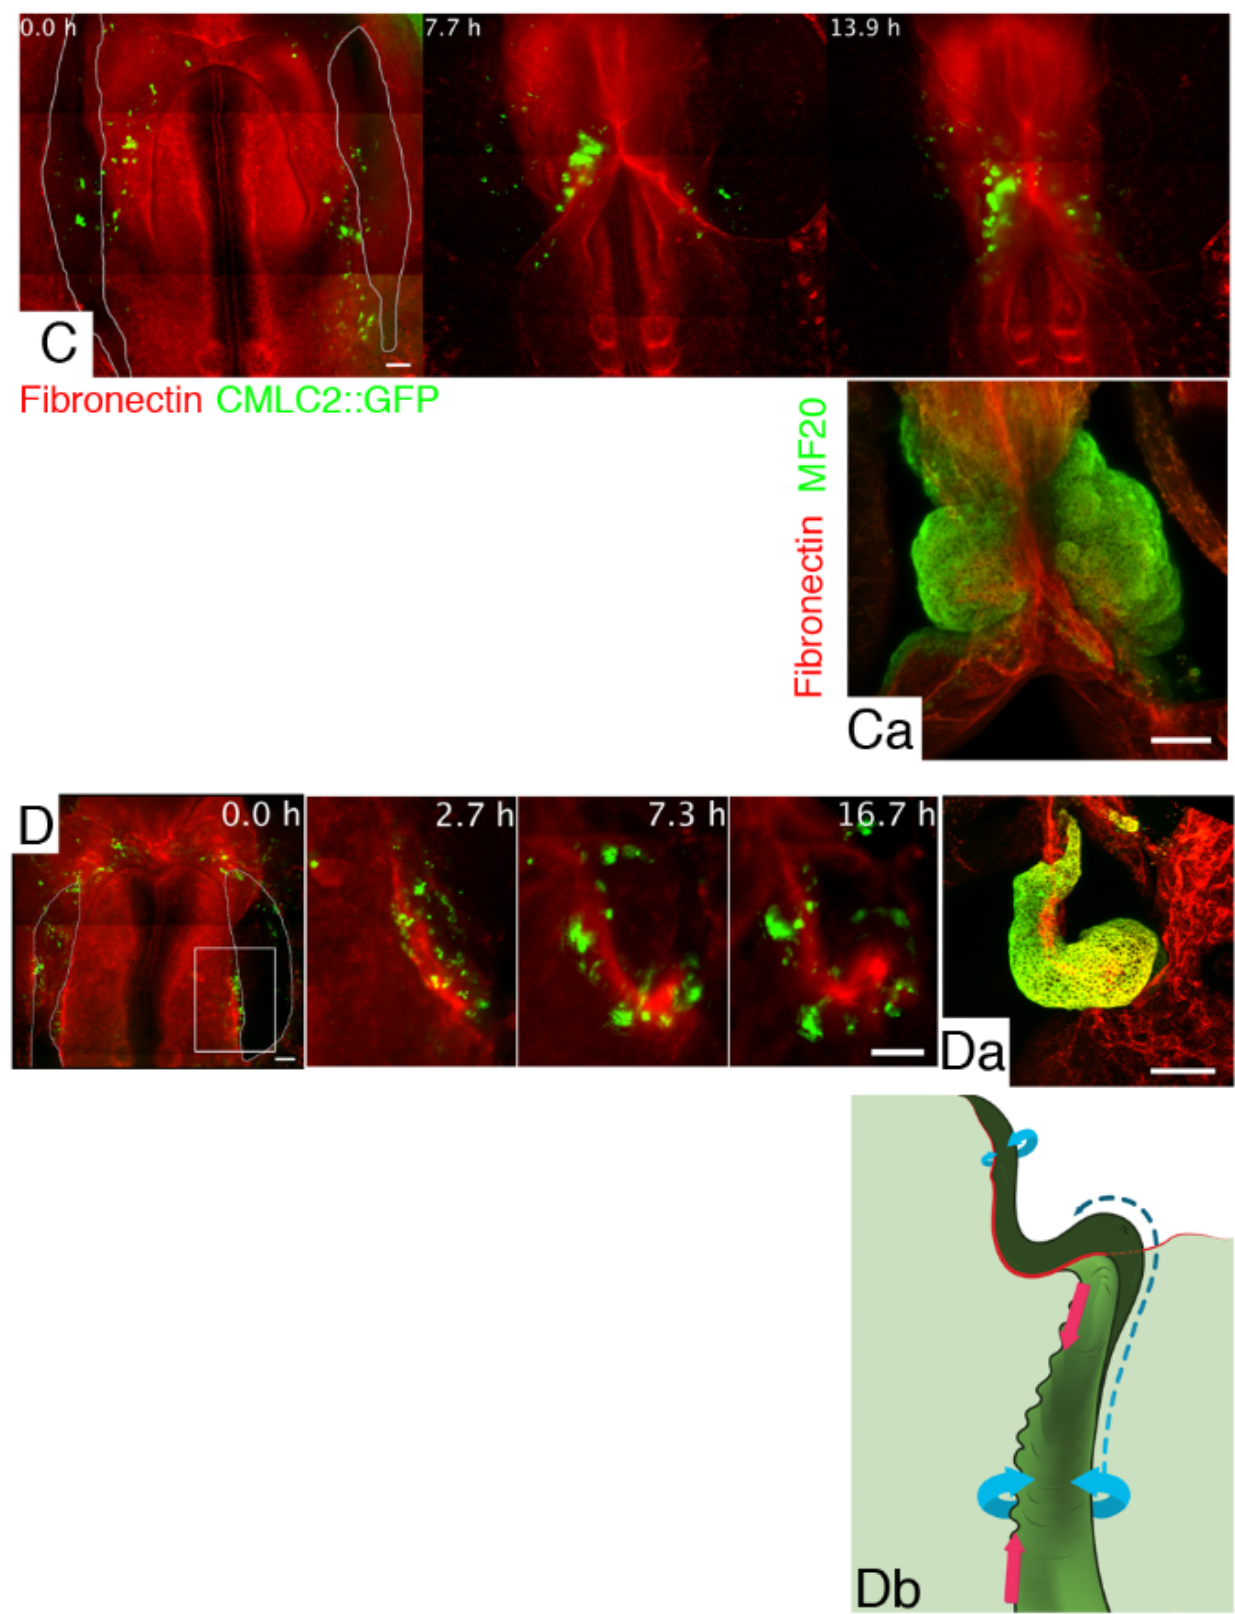 0.0 h
7.7 h
13.9 h
C
Fibronectin CMLC2::GFP
Fibronectin MF20
Ca
D
0.0 h
2.7 h
7.3 h
16.7 h
Da
Db